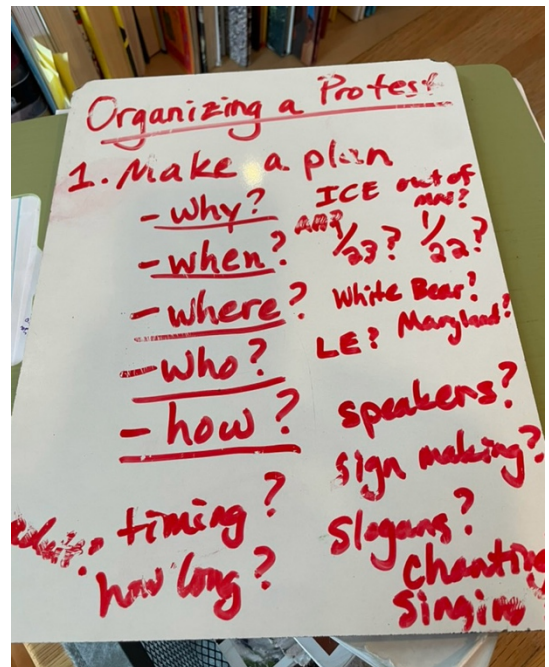 Organizing a Protest
1. Make a plan
- why?
ICE out of
MN?
- when?
1/23? 1/22?
- where?
White Bear?
Maryland?
- who?
LE?
- how?
speakers?
sign making?
timing?
slogans?
how long?
chanting
singing